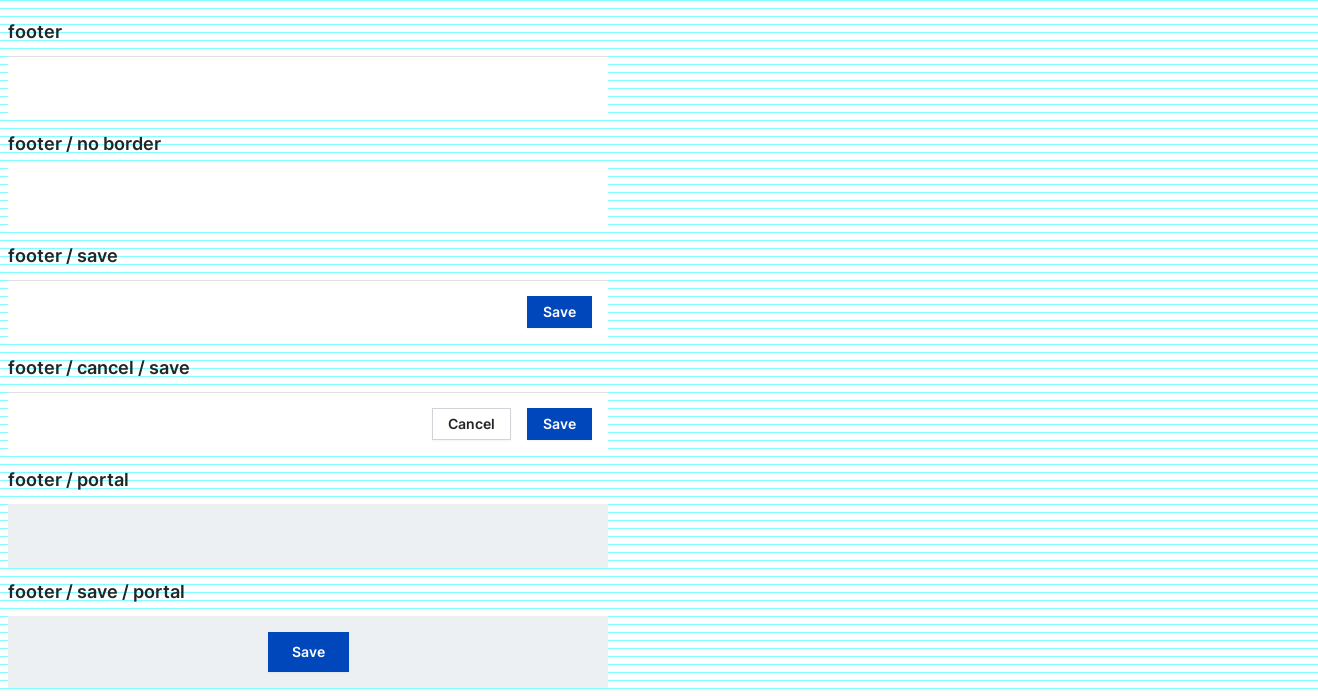 footer
footer / no border
footer / save
Save
footer / cancel / save
Cancel Save
footer / portal
footer / save / portal
Save